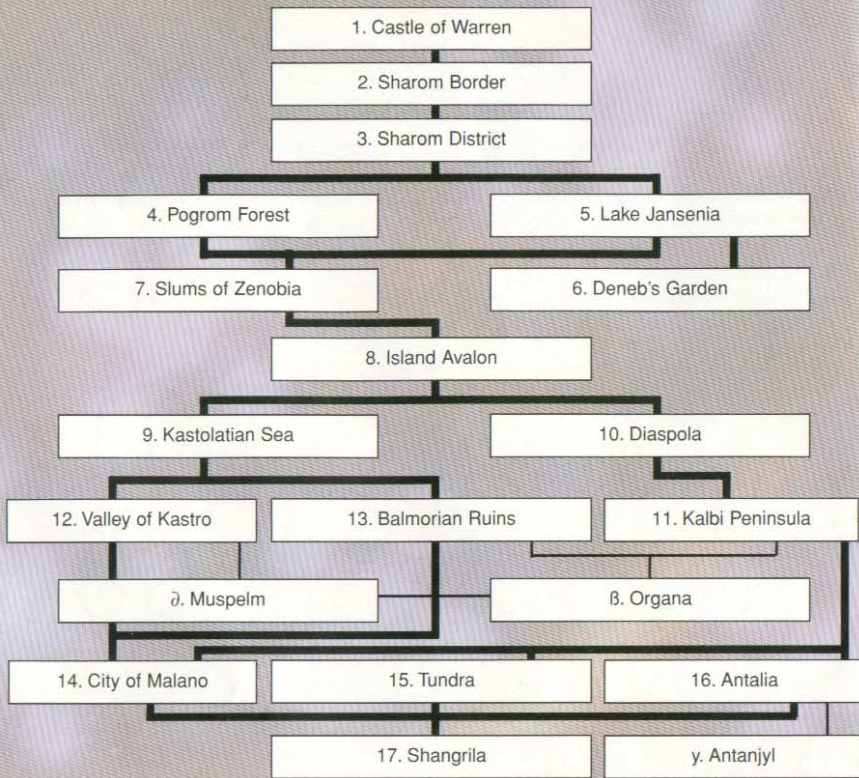 1. Castle of Warren
2. Sharom Border
3. Sharom District
4. Pogrom Forest
5. Lake Jansenia
7. Slums of Zenobia
6. Deneb's Garden
8. Island Avalon
9. Kastolatian Sea
10. Diaspola
12. Valley of Kastro
13. Balmorian Ruins
11. Kalbi Peninsula
∂. Muspelm
ß. Organa
14. City of Malano
15. Tundra
16. Antalia
17. Shangrila
y. Antanjyl